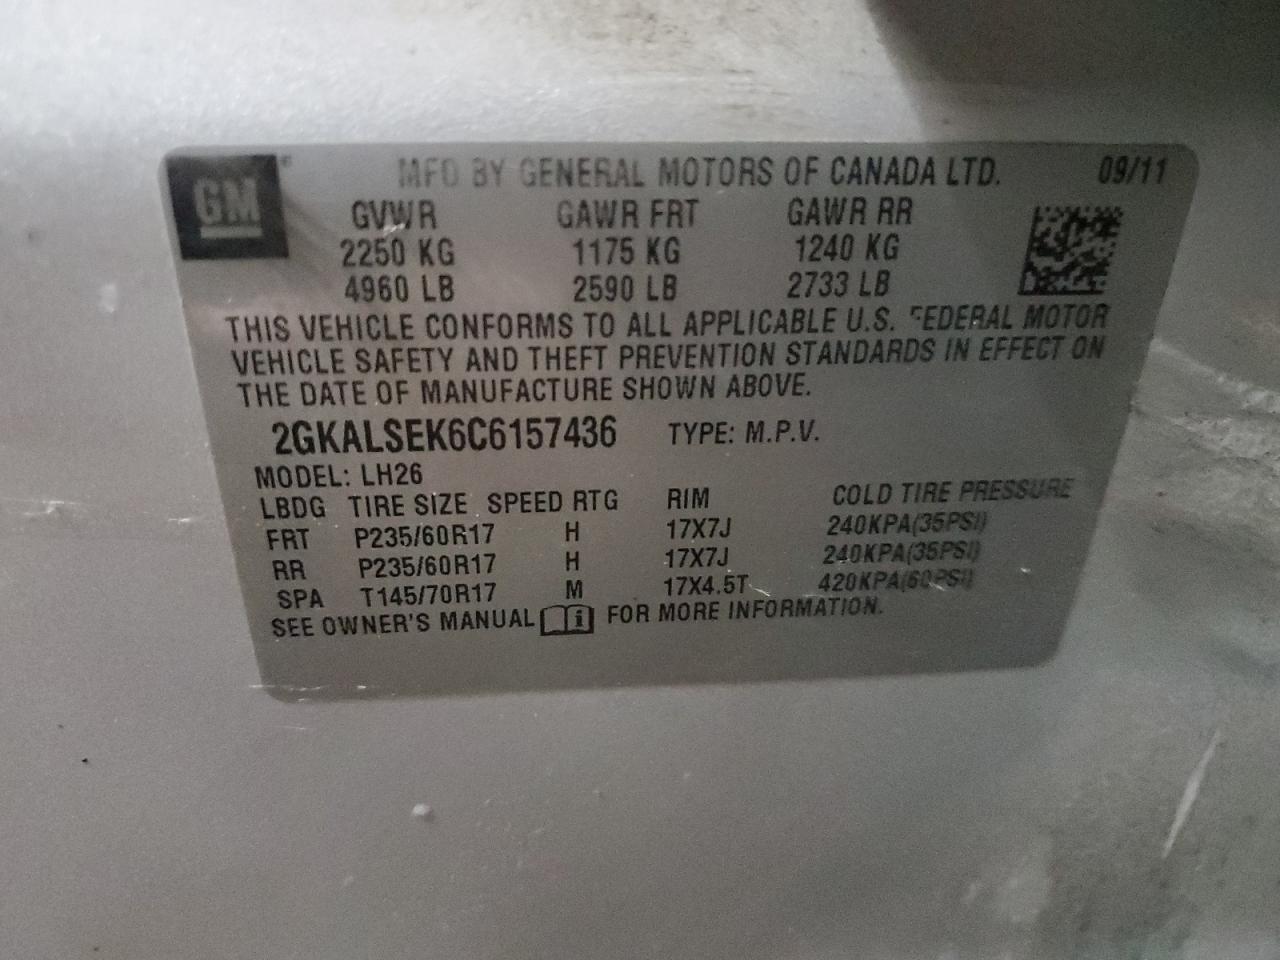 GM MFD BY GENERAL MOTORS OF CANADA LTD. 09/11
GVWR GAWR FRT GAWR RR
2250 KG 1175 KG 1240 KG
4960 LB 2590 LB 2733 LB
THIS VEHICLE CONFORMS TO ALL APPLICABLE U.S. FEDERAL MOTOR
VEHICLE SAFETY AND THEFT PREVENTION STANDARDS IN EFFECT ON
THE DATE OF MANUFACTURE SHOWN ABOVE.
2GKALSEK6C6157436 TYPE: M.P.V.
MODEL: LH26
LBDG TIRE SIZE SPEED RTG RIM COLD TIRE PRESSURE
FRT P235/60R17 H 17X7J 240KPA(35PSI)
RR P235/60R17 H 17X7J 240KPA(35PSI)
SPA T145/70R17 M 17X4.5T 420KPA(60PSI)
SEE OWNER'S MANUAL FOR MORE INFORMATION.